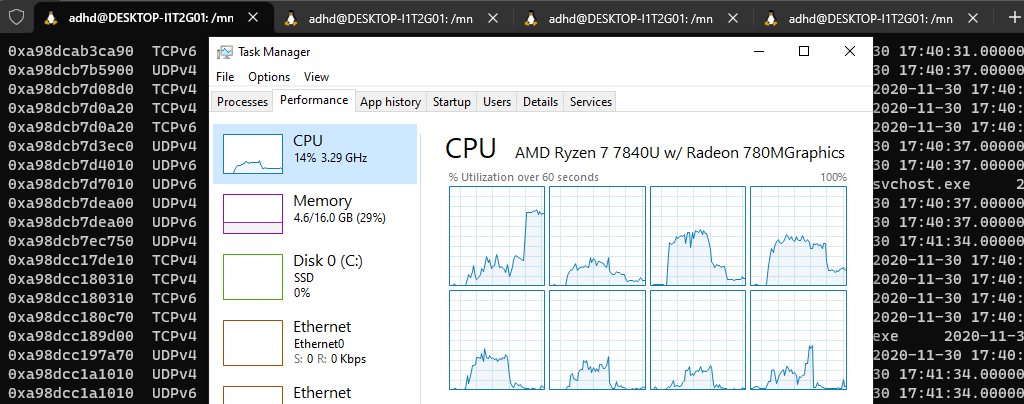 adhd@DESKTOP-I1T2G01: /mn
adhd@DESKTOP-I1T2G01: /mn
adhd@DESKTOP-I1T2G01: /mn
adhd@DESKTOP-I1T2G01: /mn
0xa98dcab3ca90 TCPv6
30 17:40:31.00000
0xa98dcb7b5900 UDPv4
30 17:40:37.00000
0xa98dcb7d08d0 TCPv4
2020-11-30 17:40:
0xa98dcb7d0a20 TCPv4
2020-11-30 17:40:
0xa98dcb7d0a20 TCPv6
2020-11-30 17:40:
0xa98dcb7d3ec0 UDPv4
30 17:40:37.00000
0xa98dcb7d4010 UDPv6
30 17:40:37.00000
0xa98dcb7d7010 UDPv6
svchost.exe 2
0xa98dcb7dea00 UDPv4
30 17:40:37.00000
0xa98dcb7dea00 UDPv6
30 17:40:37.00000
0xa98dcb7ec750 UDPv4
30 17:41:34.00000
0xa98dcc17de10 TCPv4
2020-11-30 17:40:
0xa98dcc180310 TCPv4
2020-11-30 17:40:
0xa98dcc180310 TCPv6
2020-11-30 17:40:
0xa98dcc180c70 TCPv4
2020-11-30 17:40:
0xa98dcc189d00 TCPv4
exe 2020-11-3
0xa98dcc197a70 UDPv4
2020-11-30 17:40:
0xa98dcc1a1010 UDPv4
30 17:41:34.00000
0xa98dcc1a1010 UDPv6
30 17:41:34.00000
Task Manager
File Options View
Processes Performance App history Startup Users Details Services
CPU
14% 3.29 GHz
Memory
4.6/16.0 GB (29%)
Disk 0 (C:)
SSD
0%
Ethernet
Ethernet0
S: 0 R: 0 Kbps
Ethernet
CPU AMD Ryzen 7 7840U w/ Radeon 780MGraphics
% Utilization over 60 seconds 100%